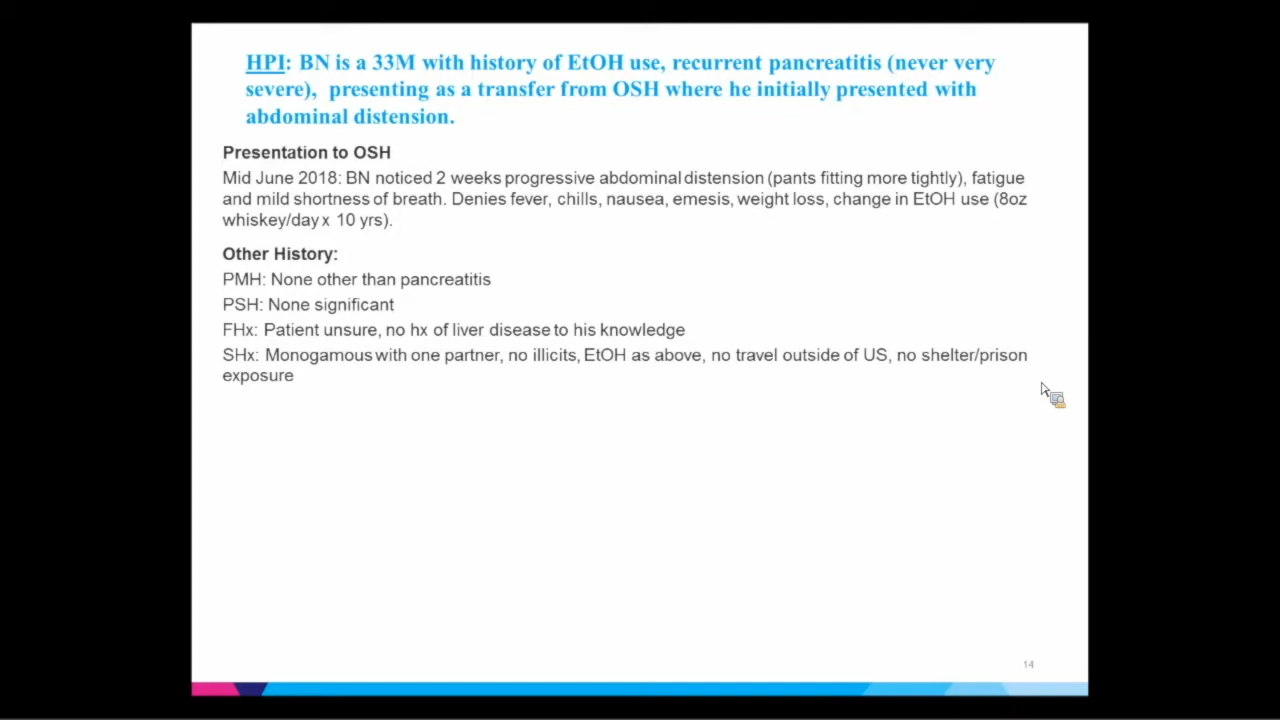 HPI: BN is a 33M with history of EtOH use, recurrent pancreatitis (never very
severe),  presenting as a transfer from OSH where he initially presented with
abdominal distension.
Presentation to OSH
Mid June 2018: BN noticed 2 weeks progressive abdominal distension (pants fitting more tightly), fatigue
and mild shortness of breath. Denies fever, chills, nausea, emesis, weight loss, change in EtOH use (8oz
whiskey/day x 10 yrs).
Other History:
PMH: None other than pancreatitis
PSH: None significant
FHx: Patient unsure, no hx of liver disease to his knowledge
SHx: Monogamous with one partner, no illicits, EtOH as above, no travel outside of US, no shelter/prison
exposure
14